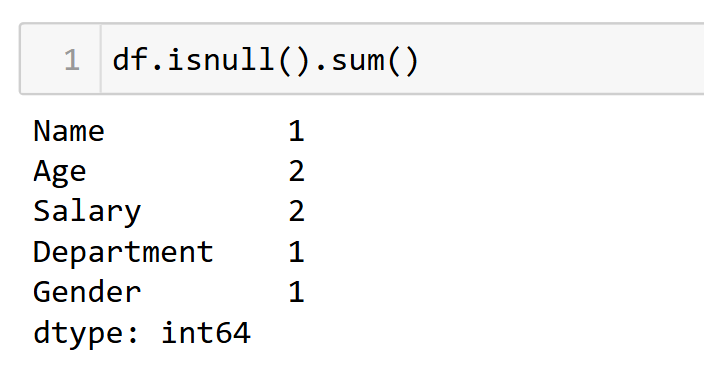 1 df.isnull().sum()
Name 1
Age 2
Salary 2
Department 1
Gender 1
dtype: int64